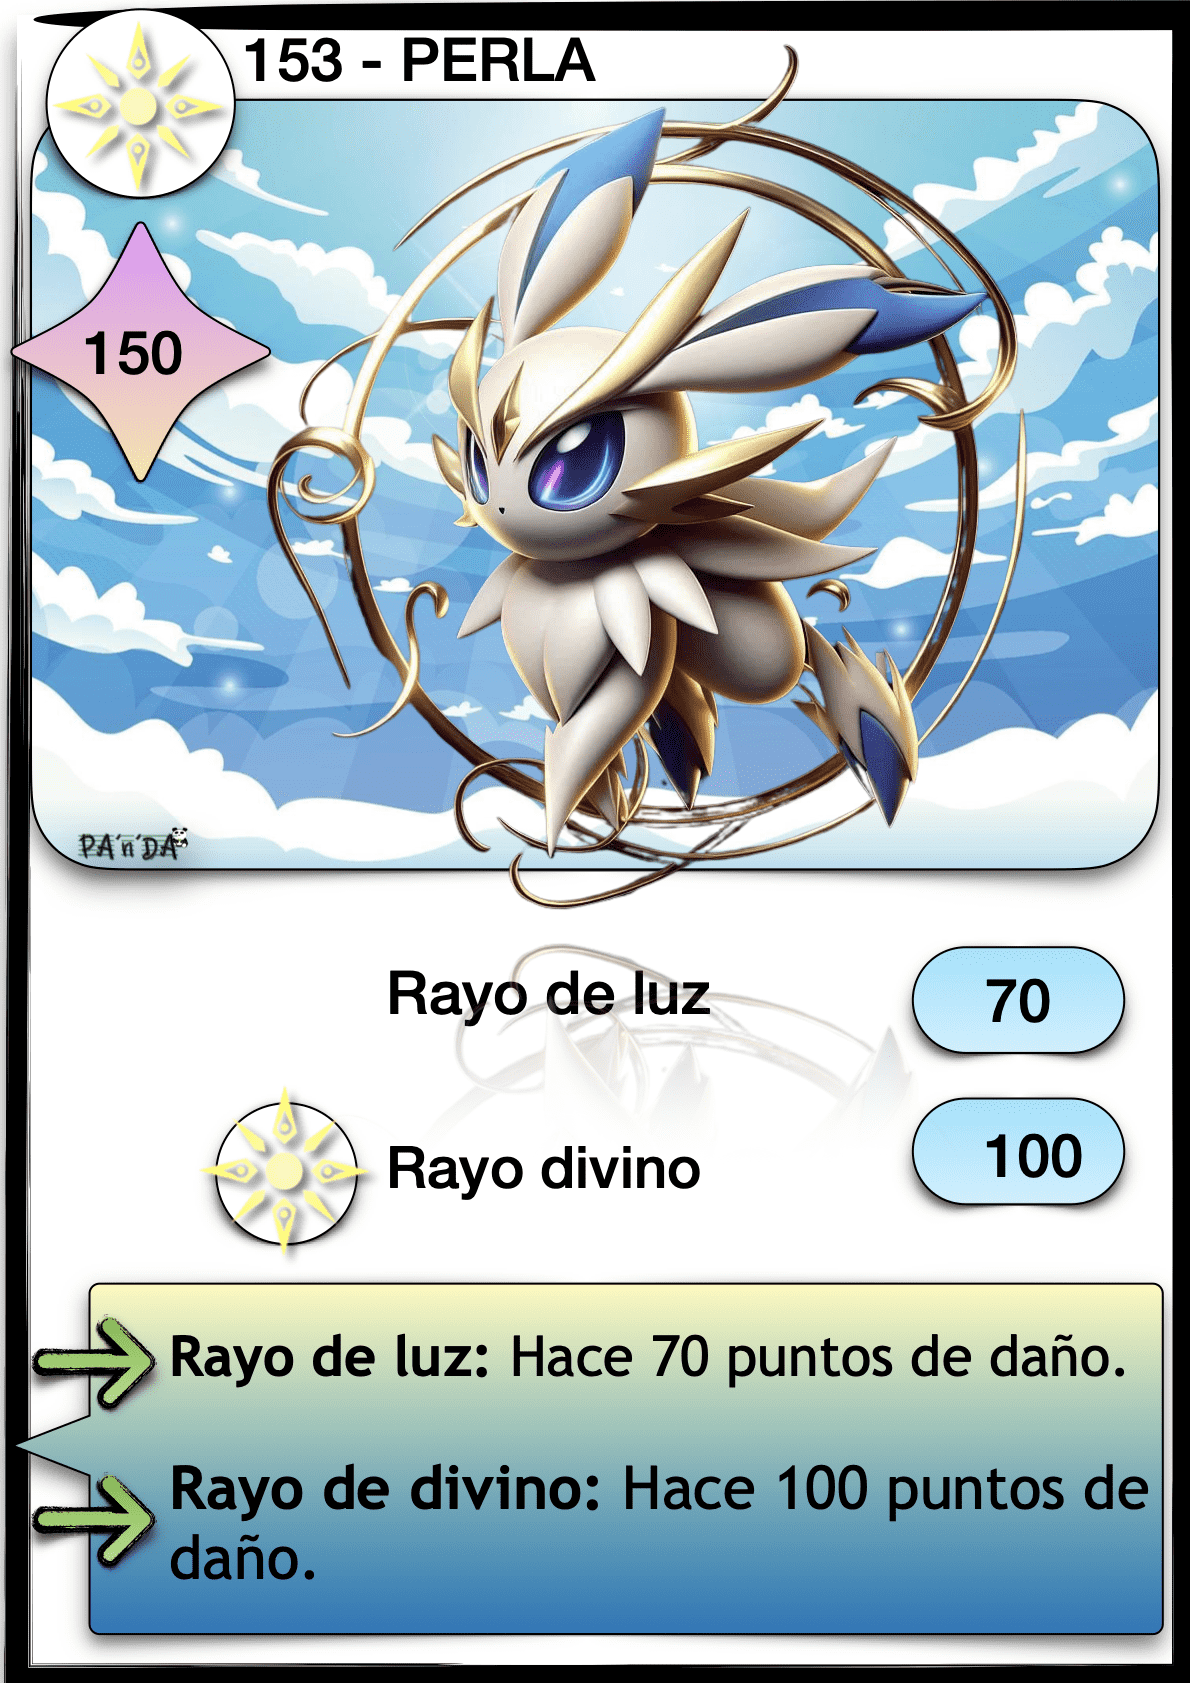 153 - PERLA
150
PA'n'DA
Rayo de luz
70
Rayo divino
100
Rayo de luz: Hace 70 puntos de daño.
Rayo de divino: Hace 100 puntos de
daño.